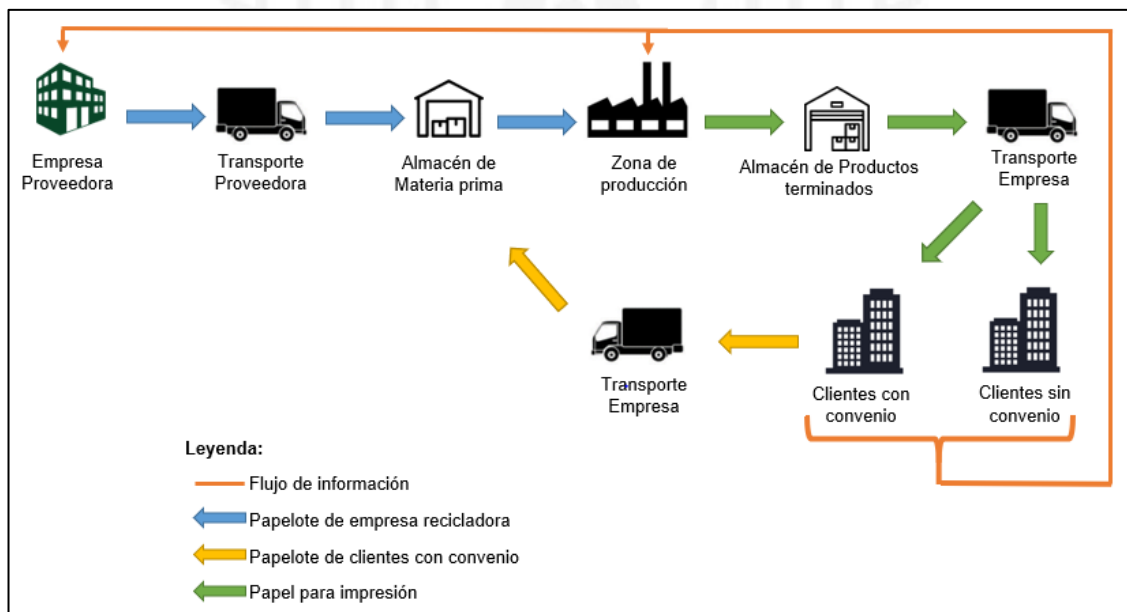 Empresa
Proveedora
Transporte
Proveedora
Almacén de
Materia prima
Zona de
producción
Almacén de Productos
terminados
Transporte
Empresa
Transporte
Empresa
Clientes con
convenio
Clientes sin
convenio
Leyenda:
Flujo de información
Papelote de empresa recicladora
Papelote de clientes con convenio
Papel para impresión